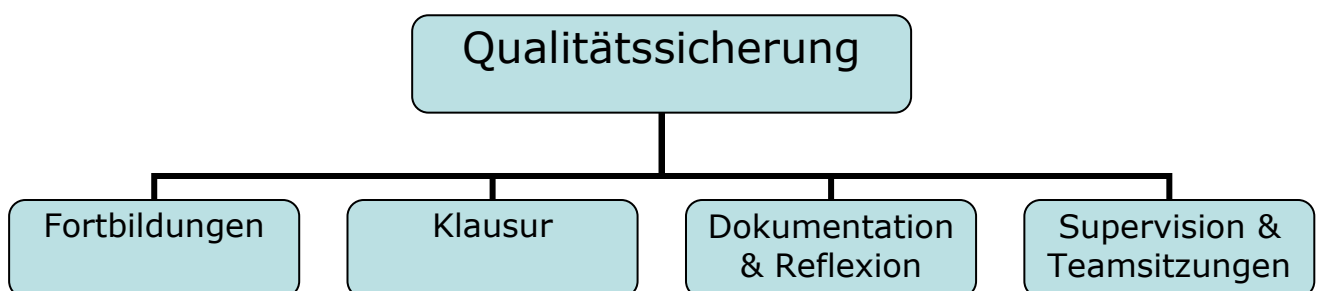 Qualitätssicherung
Fortbildungen
Klausur
Dokumentation
& Reflexion
Supervision &
Teamsitzungen